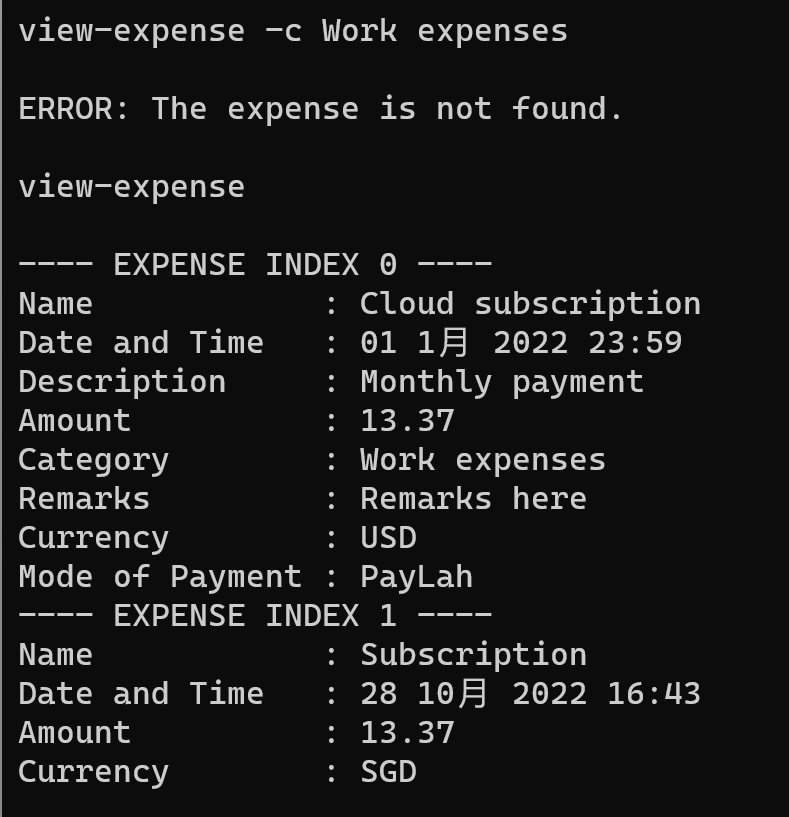 view-expense -c Work expenses
ERROR: The expense is not found.
view-expense
---- EXPENSE INDEX 0 ----
Name : Cloud subscription
Date and Time : 01 1月 2022 23:59
Description : Monthly payment
Amount : 13.37
Category : Work expenses
Remarks : Remarks here
Currency : USD
Mode of Payment : PayLah
---- EXPENSE INDEX 1 ----
Name : Subscription
Date and Time : 28 10月 2022 16:43
Amount : 13.37
Currency : SGD